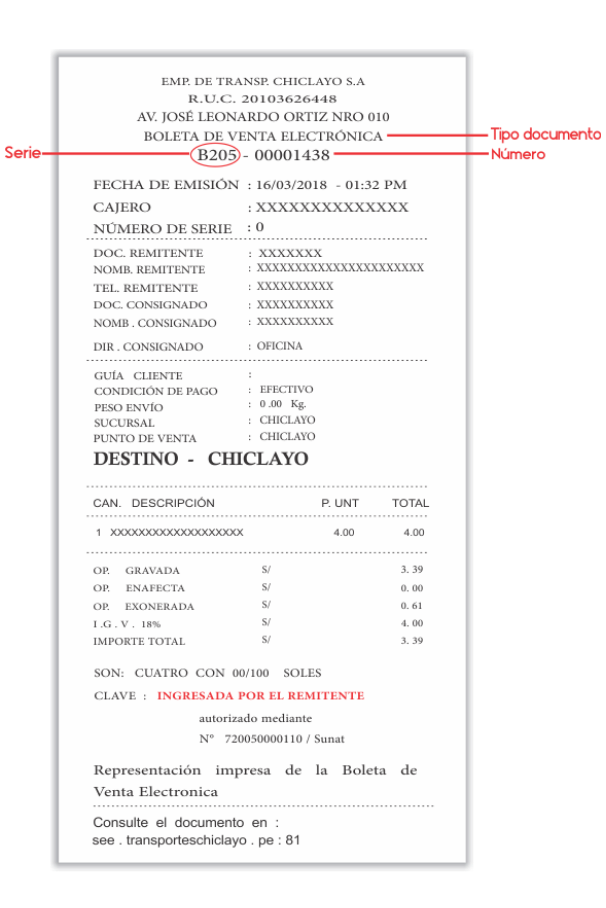 EMP. DE TRANSP. CHICLAYO S.A
R.U.C. 20103626448
AV. JOSÉ LEONARDO ORTIZ NRO 010
BOLETA DE VENTA ELECTRÓNICA
Tipo documento
Serie
B205 - 00001438
Número
FECHA DE EMISIÓN : 16/03/2018 - 01:32 PM
CAJERO : XXXXXXXXXXXXXX
NÚMERO DE SERIE : 0
DOC. REMITENTE : XXXXXXX
NOMB. REMITENTE : XXXXXXXXXXXXXXXXXXXXXX
TEL. REMITENTE : XXXXXXXXXX
DOC. CONSIGNADO : XXXXXXXXXX
NOMB . CONSIGNADO : XXXXXXXXXX
DIR . CONSIGNADO : OFICINA
GUÍA CLIENTE :
CONDICIÓN DE PAGO : EFECTIVO
PESO ENVÍO : 0 .00 Kg.
SUCURSAL : CHICLAYO
PUNTO DE VENTA : CHICLAYO
DESTINO - CHICLAYO
CAN. DESCRIPCIÓN P. UNT TOTAL
1 XXXXXXXXXXXXXXXXXXX 4.00 4.00
OP. GRAVADA S/ 3. 39
OP. ENAFECTA S/ 0. 00
OP. EXONERADA S/ 0. 61
I .G . V . 18% S/ 4. 00
IMPORTE TOTAL S/ 3. 39
SON: CUATRO CON 00/100 SOLES
CLAVE : INGRESADA POR EL REMITENTE
autorizado mediante
Nº 720050000110 / Sunat
Representación impresa de la Boleta de
Venta Electronica
Consulte el documento en :
see . transporteschiclayo . pe : 81